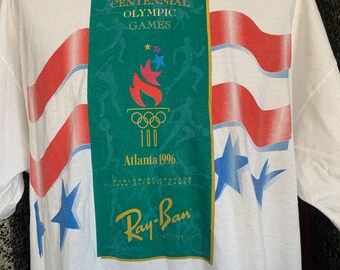 CENTENNIAL
OLYMPIC
GAMES
Atlanta 1996
Ray-Ban